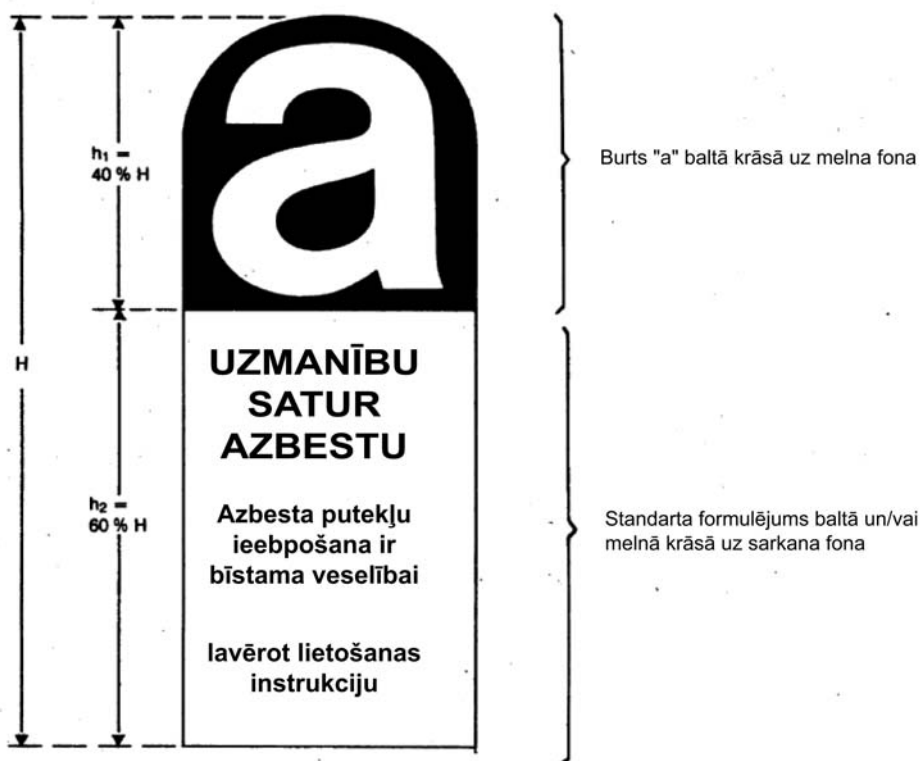 a
h₁ =
40 % H
Burts "a" baltā krāsā uz melna fona
H
UZMANĪBU
SATUR
AZBESTU
h₂ =
60 % H
Azbesta putekļu
ieebpošana ir
bīstama veselībai
Standarta formulējums baltā un/vai
melnā krāsā uz sarkana fona
lavērot lietošanas
instrukciju